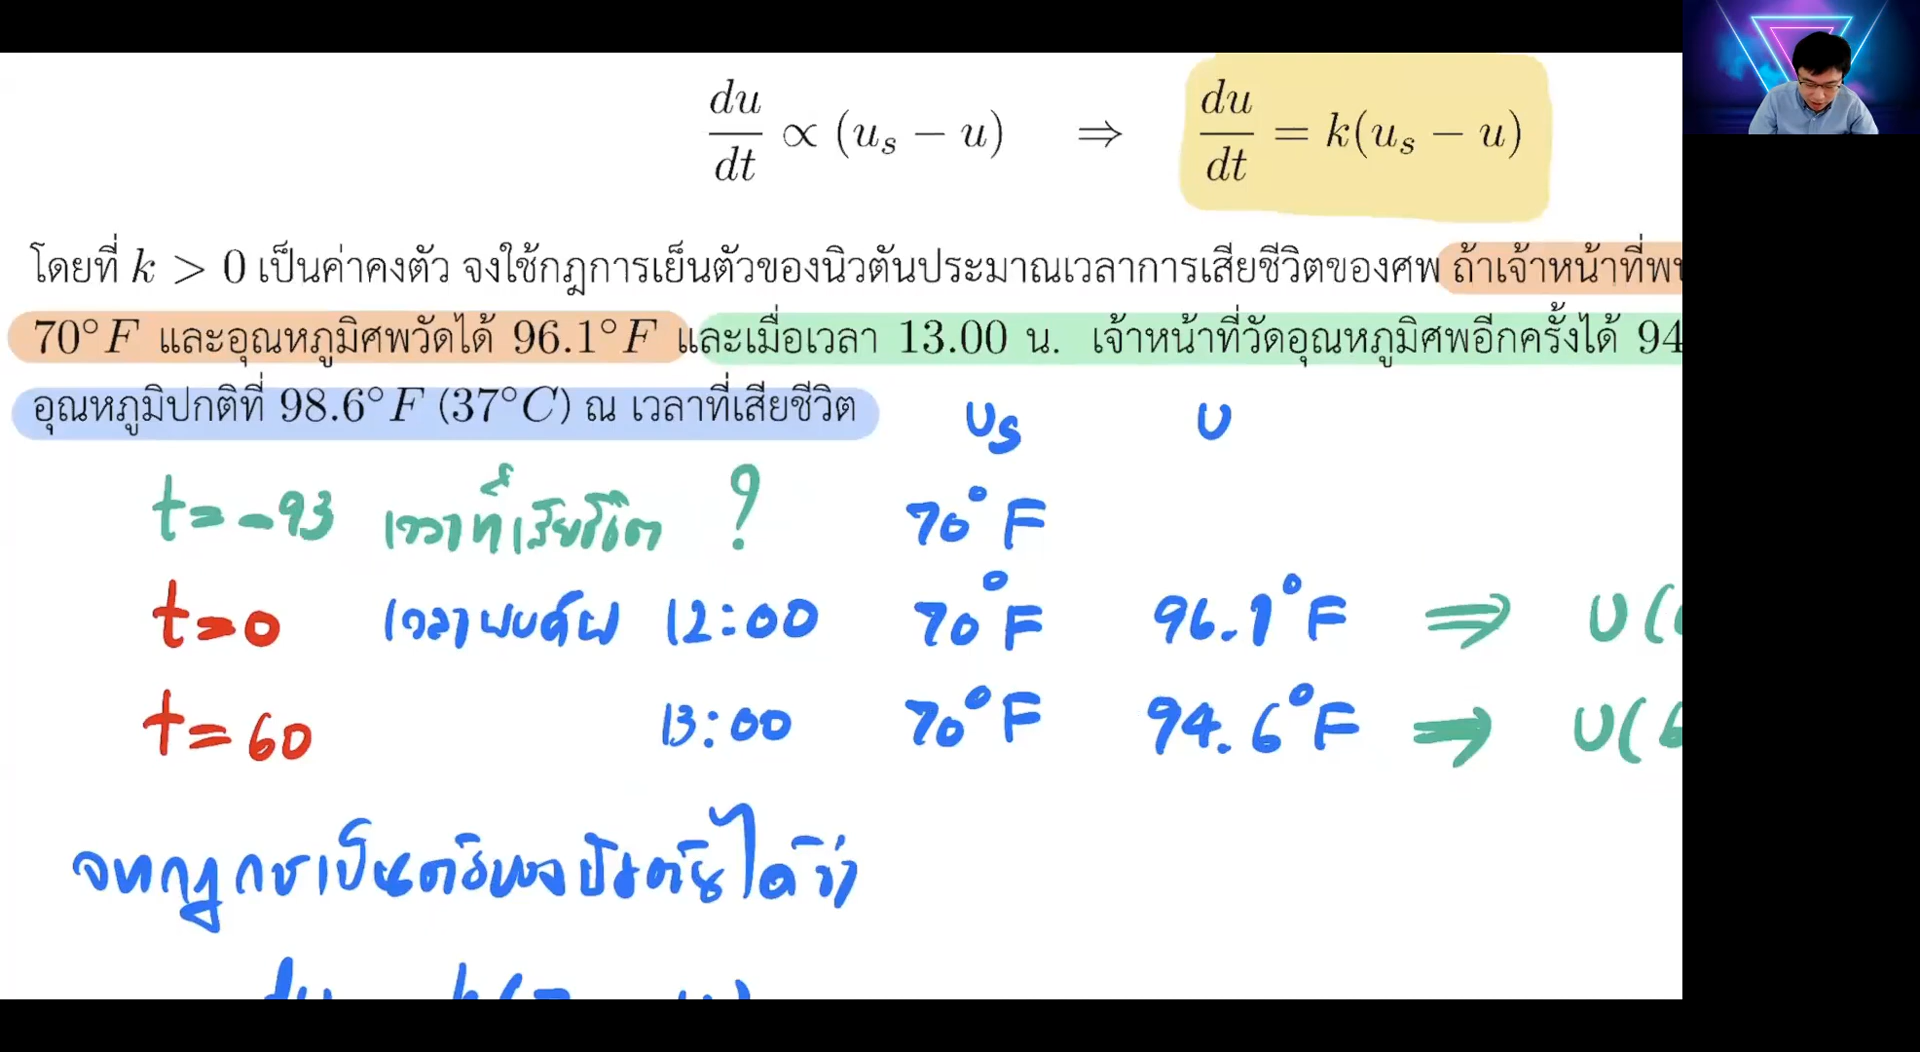 du/dt ∝ (u_s − u) ⇒ du/dt = k(u_s − u)
โดยที่ k > 0 เป็นค่าคงตัว จงใช้กฎการเย็นตัวของนิวตันประมาณเวลาการเสียชีวิตของศพ ถ้าเจ้าหน้าที่พบ
70°F และอุณหภูมิศพวัดได้ 96.1°F และเมื่อเวลา 13.00 น. เจ้าหน้าที่วัดอุณหภูมิศพอีกครั้งได้ 94
อุณหภูมิปกติที่ 98.6°F (37°C) ณ เวลาที่เสียชีวิต
U_s U
t = -93 เวลาที่เสียชีวิต ? 70°F
t = 0 เวลาพบศพ 12:00 70°F 96.1°F ⇒ U(
t = 60 13:00 70°F 94.6°F ⇒ U(6
จากกฎการเย็นตัวของนิวตันได้ว่า